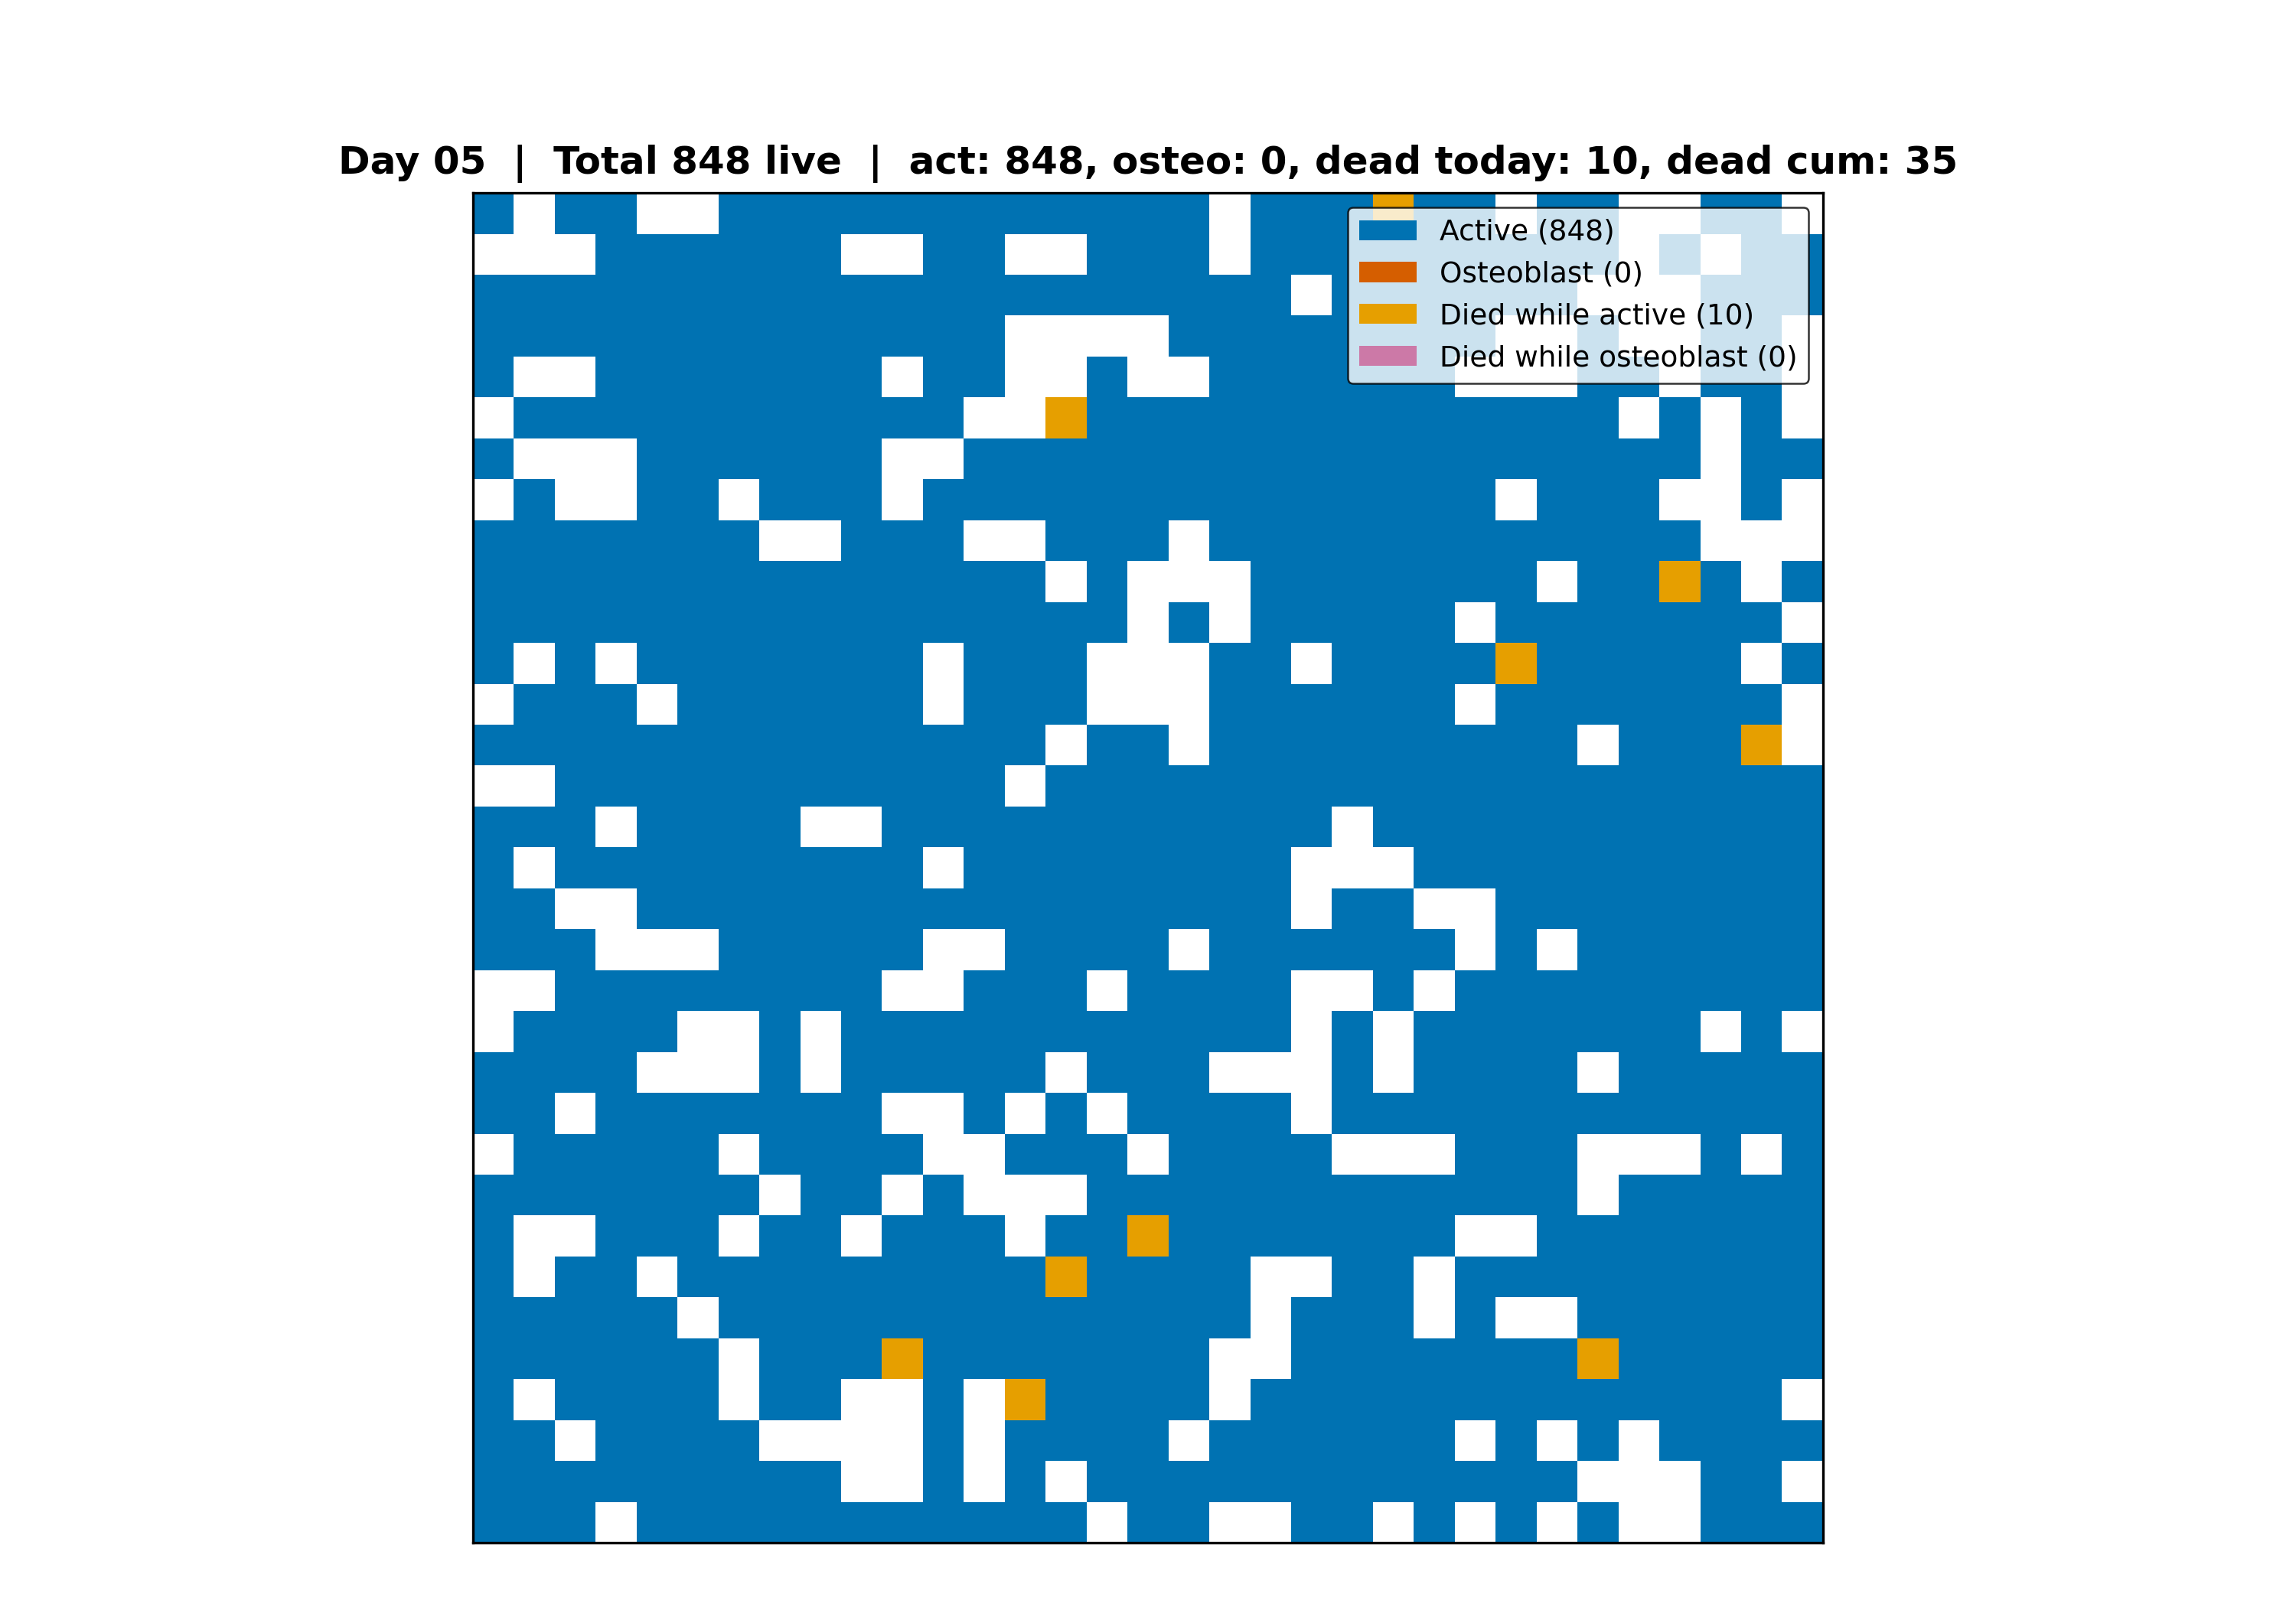 Day 05 | Total 848 live | act: 848, osteo: 0, dead today: 10, dead cum: 35
Active (848)
Osteoblast (0)
Died while active (10)
Died while osteoblast (0)